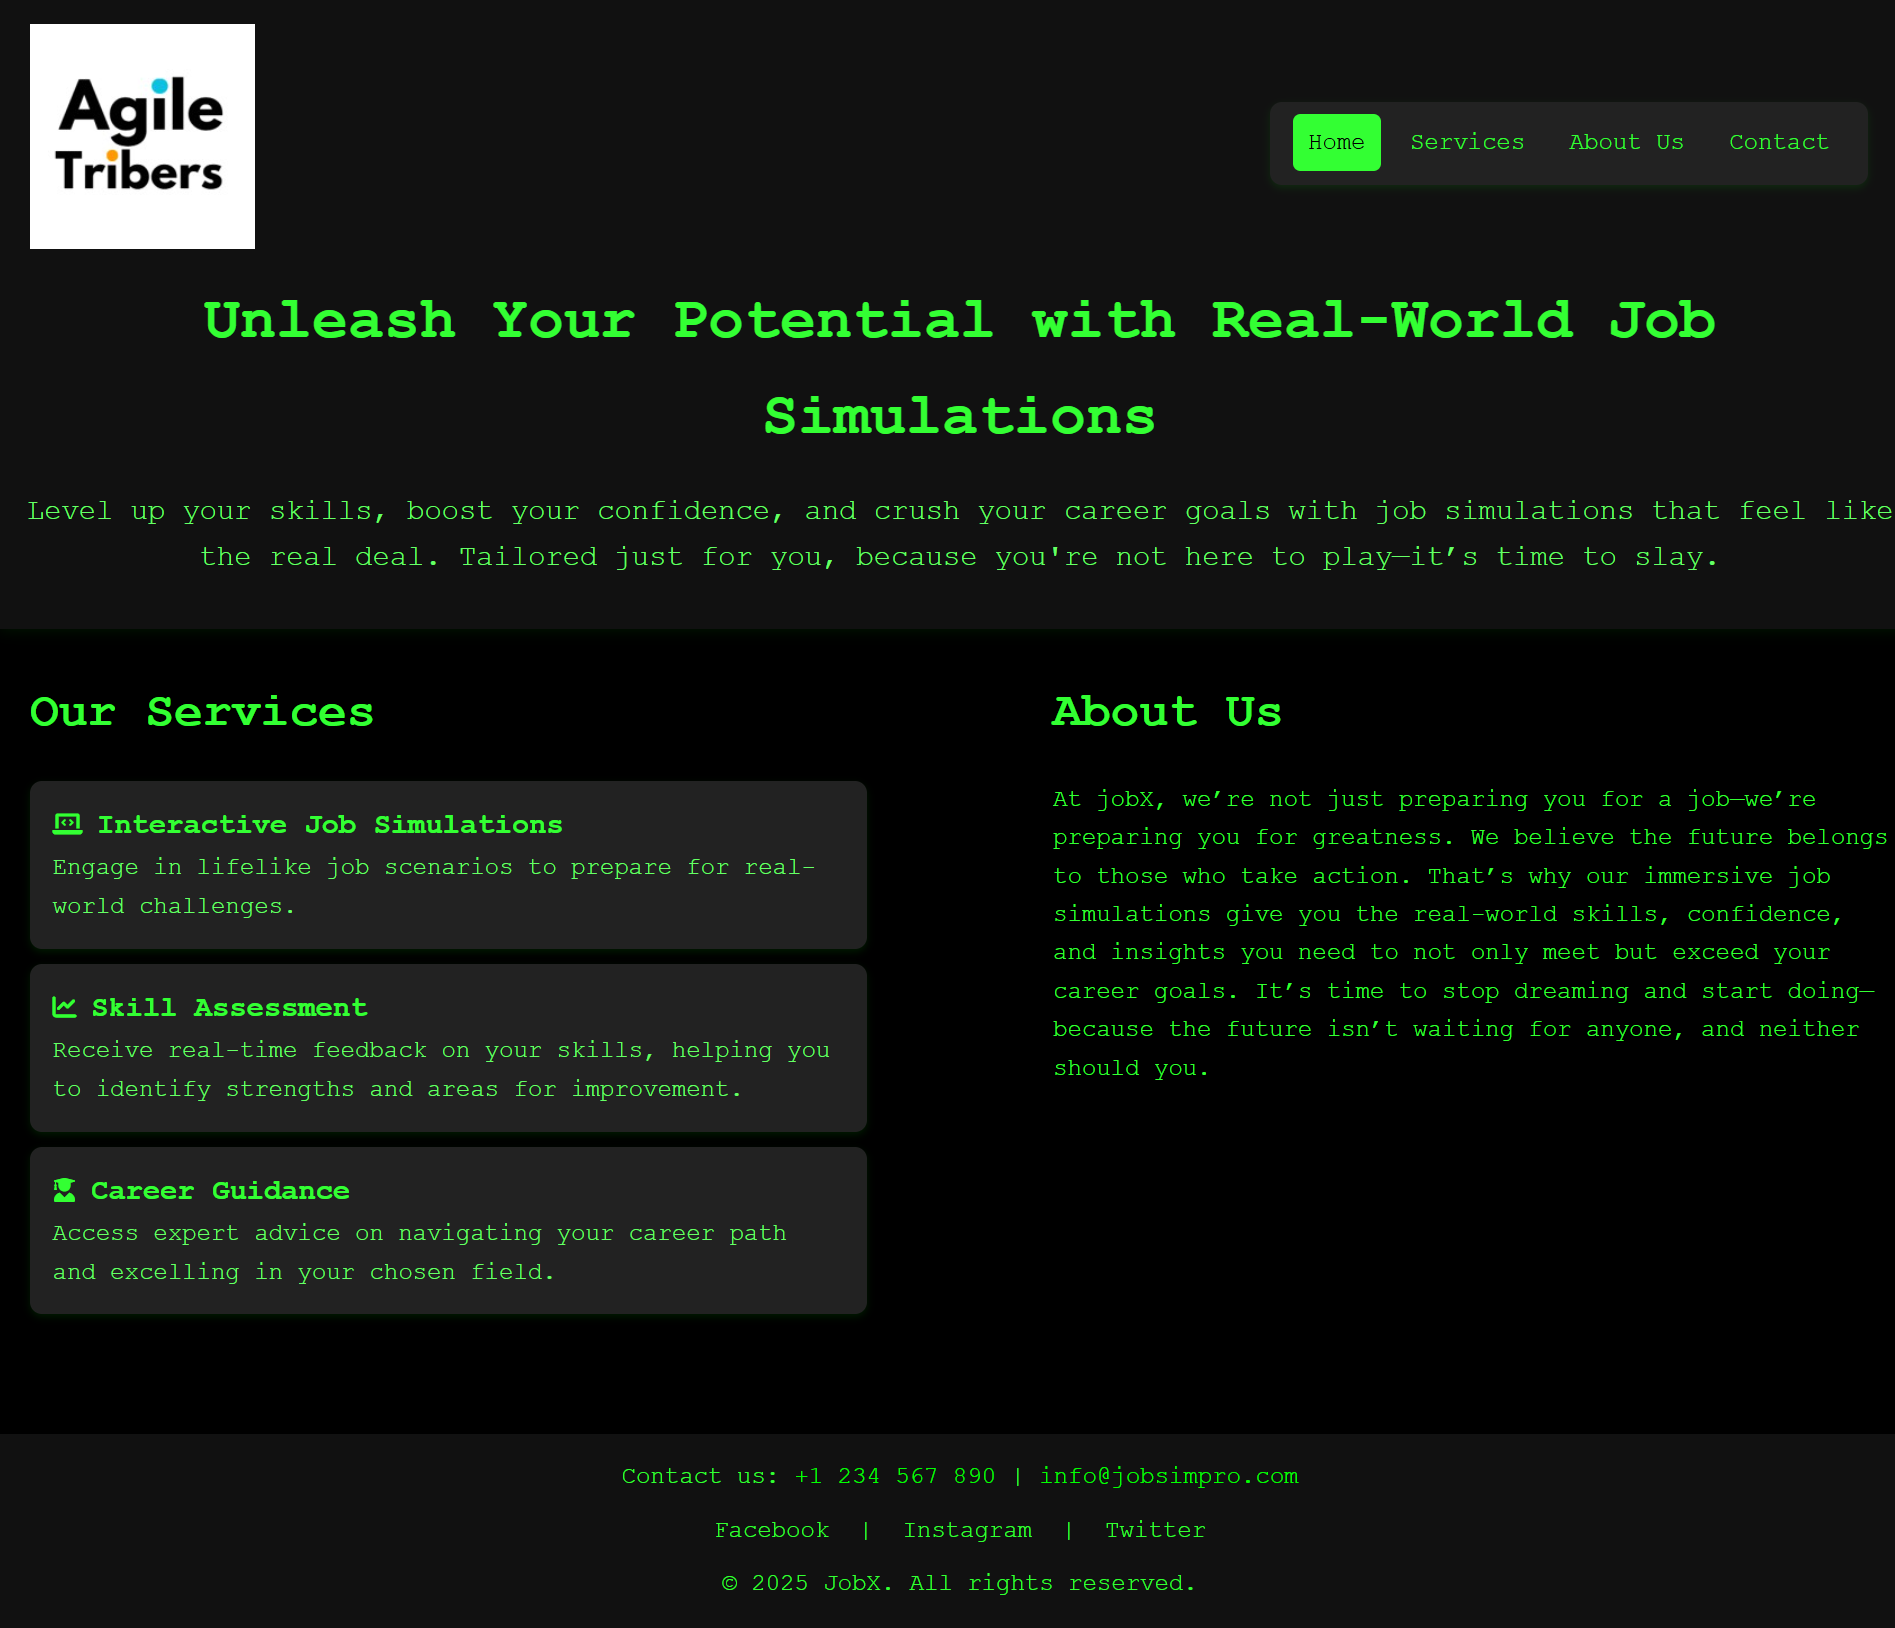 Agile
Tribers
Home
Services
About Us
Contact
Unleash Your Potential with Real-World Job
Simulations
Level up your skills, boost your confidence, and crush your career goals with job simulations that feel like
the real deal. Tailored just for you, because you're not here to play—it’s time to slay.
Our Services
Interactive Job Simulations
Engage in lifelike job scenarios to prepare for real-
world challenges.
Skill Assessment
Receive real-time feedback on your skills, helping you
to identify strengths and areas for improvement.
Career Guidance
Access expert advice on navigating your career path
and excelling in your chosen field.
About Us
At jobX, we’re not just preparing you for a job—we’re
preparing you for greatness. We believe the future belongs
to those who take action. That’s why our immersive job
simulations give you the real-world skills, confidence,
and insights you need to not only meet but exceed your
career goals. It’s time to stop dreaming and start doing—
because the future isn’t waiting for anyone, and neither
should you.
Contact us: +1 234 567 890 | info@jobsimpro.com
Facebook | Instagram | Twitter
© 2025 JobX. All rights reserved.